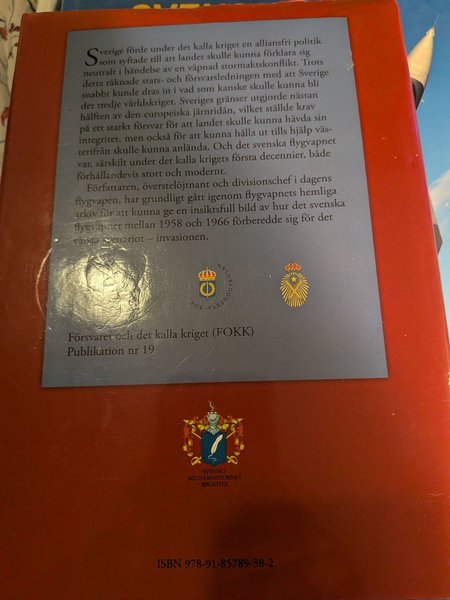 Sverige förde under det kalla kriget en alliansfri politik
som syftade till att landet skulle kunna förklara sig
neutralt i händelse av en väpnad stormaktskonflikt. Trots
detta räknade stats- och försvarsledningen med att Sverige
snabbt kunde dras in i vad som kanske skulle kunna bli
det tredje världskriget. Sveriges gränser utgjorde nästan
hälften av den europeiska järnridån, vilket ställde krav
på ett starkt försvar för att landet skulle kunna hävda sin
integritet, men också för att kunna hålla ut tills hjälp väs-
terifrån skulle kunna anlända. Och det svenska flygvapnet
var, särskilt under det kalla krigets första decennier, både
förhållandevis stort och modernt.
Författaren, överstelöjtnant och divisionschef i dagens
flygvapen, har grundligt gått igenom flygvapnets hemliga
arkiv för att kunna ge en insiktsfull bild av hur det svenska
flygvapnet mellan 1958 och 1966 förberedde sig för det
värsta scenariot – invasionen.
FÖRSVARSHÖGSKOLAN
Försvaret och det kalla kriget (FOKK)
Publikation nr 19
SVENSKT
MILITÄRHISTORISKT
BIBLIOTEK
ISBN 978-91-85789-38-2